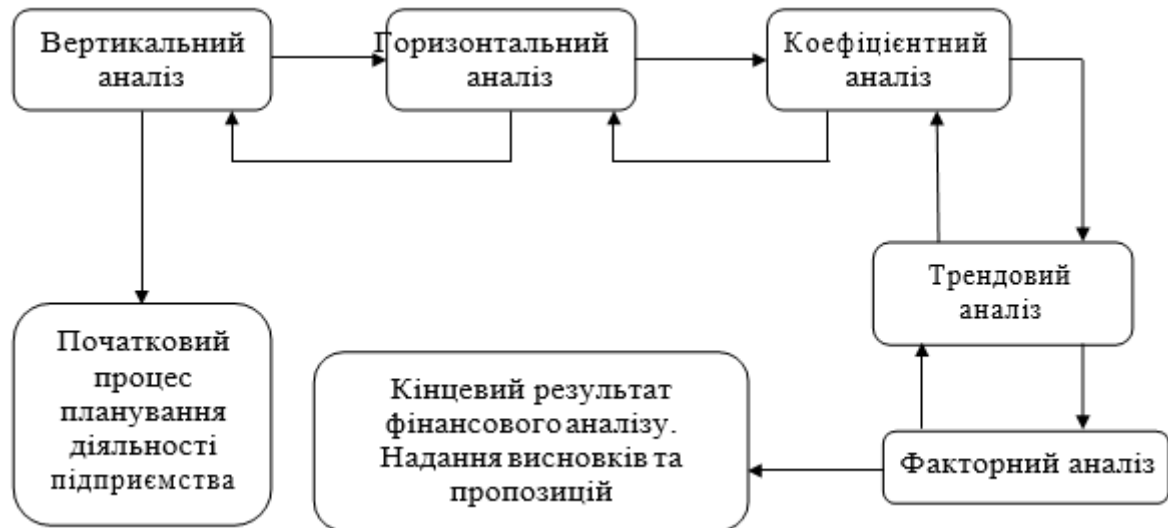 Вертикальний
аналіз
Горизонтальний
аналіз
Коефіцієнтний
аналіз
Трендовий
аналіз
Початковий
процес
планування
діяльності
підприємства
Кінцевий результат
фінансового аналізу.
Надання висновків та
пропозицій
Факторний аналіз